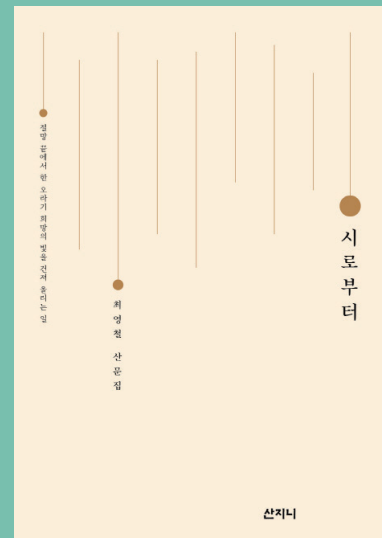 시로부터
최영철 산문집
절망 끝에서 한 오라기 희망의 빛을 건져 올리는 일
산지니